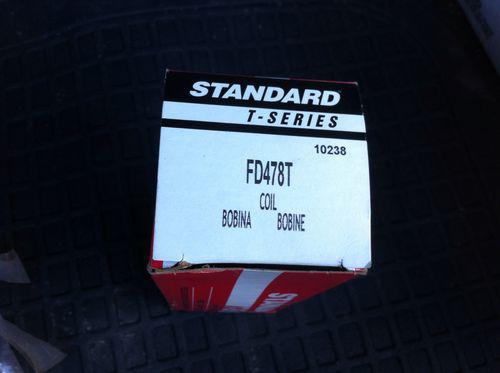 STANDARD
T-SERIES
10238
FD478T
COIL
BOBINA BOBINE